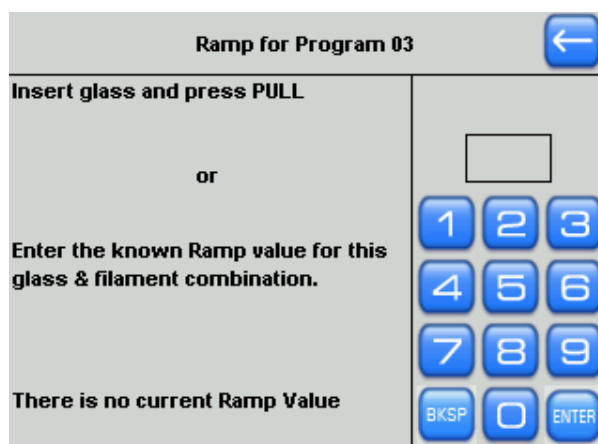 Ramp for Program 03
Insert glass and press PULL
or
Enter the known Ramp value for this
glass & filament combination.
There is no current Ramp Value
1 2 3
4 5 6
7 8 9
BKSP 0 ENTER